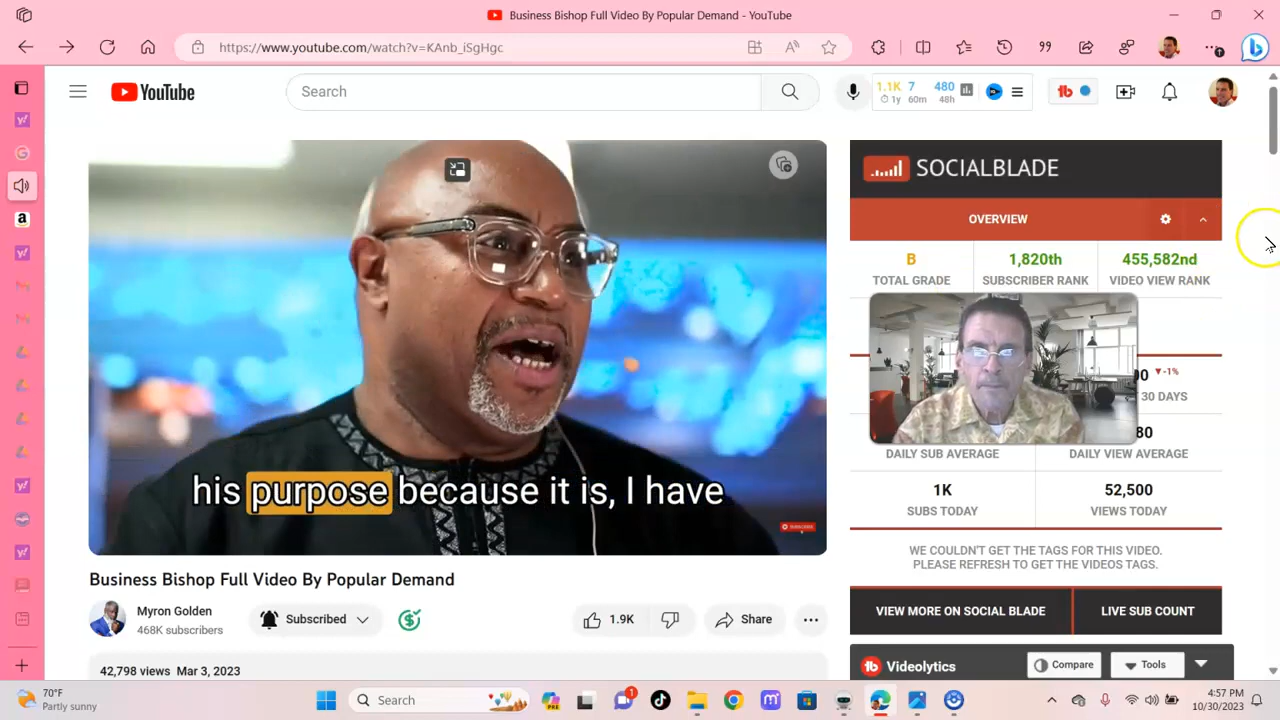 Business Bishop Full Video By Popular Demand - YouTube
https://www.youtube.com/watch?v=KAnb_iSgHgc
YouTube
Search
1.1K 7 480
1y 60m 48h
SOCIALBLADE
OVERVIEW
B 1,820th 455,582nd
TOTAL GRADE SUBSCRIBER RANK VIDEO VIEW RANK
-1%
30 DAYS
80
DAILY SUB AVERAGE DAILY VIEW AVERAGE
his purpose because it is, I have
1K 52,500
SUBS TODAY VIEWS TODAY
SUBSCRIBE
WE COULDN'T GET THE TAGS FOR THIS VIDEO.
PLEASE REFRESH TO GET THE VIDEOS TAGS.
Business Bishop Full Video By Popular Demand
VIEW MORE ON SOCIAL BLADE LIVE SUB COUNT
Myron Golden
468K subscribers
Subscribed
1.9K
Share
42,798 views Mar 3, 2023
Videolytics
Compare
Tools
70°F
Partly sunny
Search
4:57 PM
10/30/2023